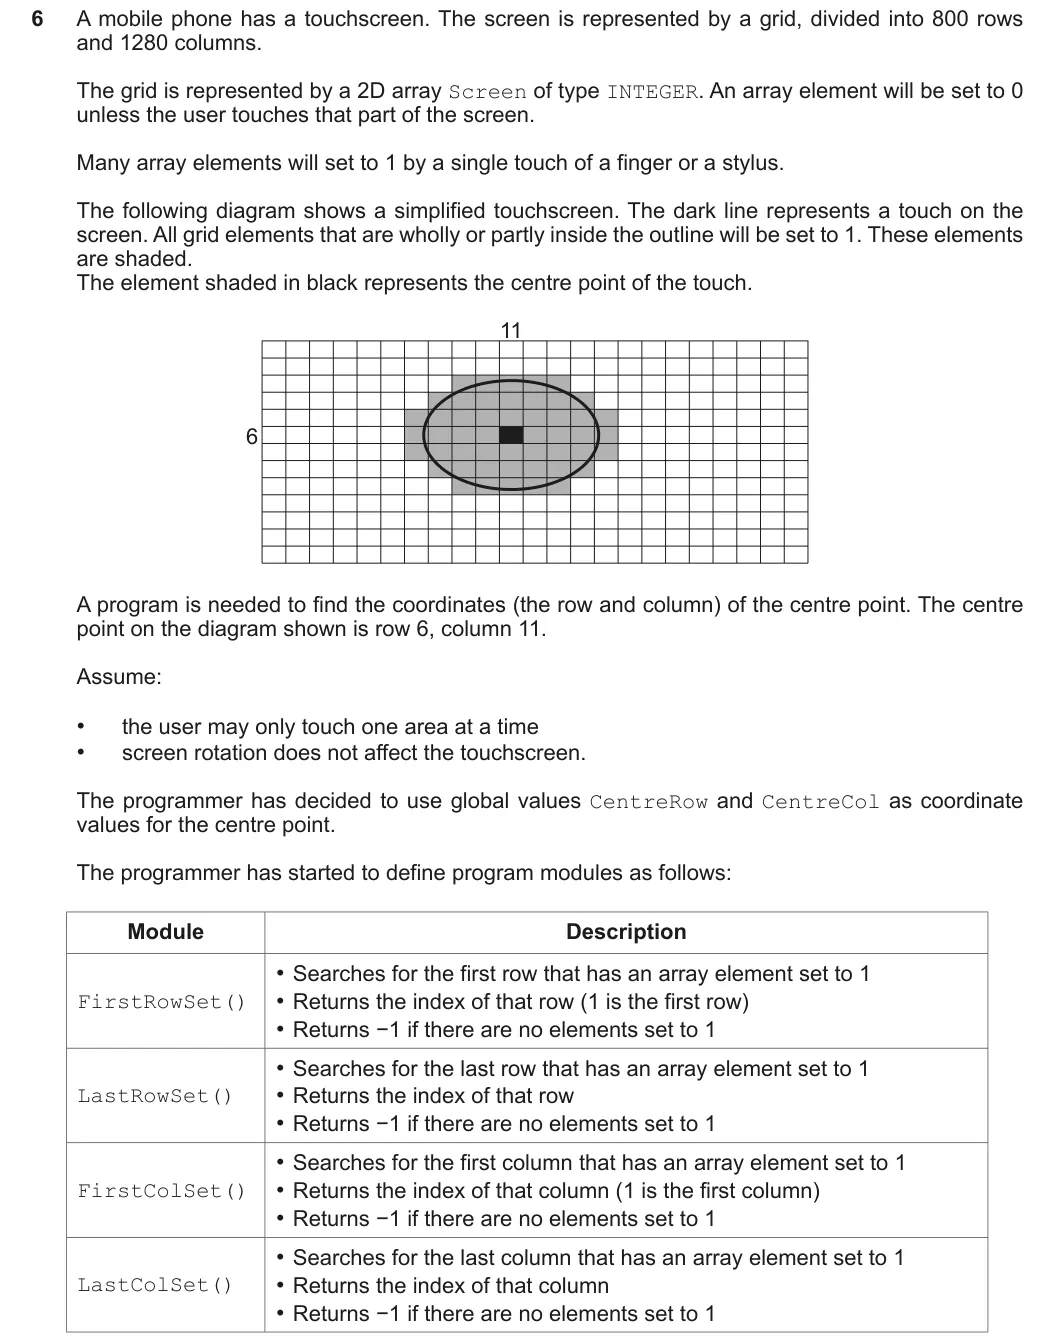 6 A mobile phone has a touchscreen. The screen is represented by a grid, divided into 800 rows
and 1280 columns.
The grid is represented by a 2D array Screen of type INTEGER. An array element will be set to 0
unless the user touches that part of the screen.
Many array elements will set to 1 by a single touch of a finger or a stylus.
The following diagram shows a simplified touchscreen. The dark line represents a touch on the
screen. All grid elements that are wholly or partly inside the outline will be set to 1. These elements
are shaded.
The element shaded in black represents the centre point of the touch.
11
6
A program is needed to find the coordinates (the row and column) of the centre point. The centre
point on the diagram shown is row 6, column 11.
Assume:
• the user may only touch one area at a time
• screen rotation does not affect the touchscreen.
The programmer has decided to use global values CentreRow and CentreCol as coordinate
values for the centre point.
The programmer has started to define program modules as follows:
Module Description
• Searches for the first row that has an array element set to 1
FirstRowSet() • Returns the index of that row (1 is the first row)
• Returns −1 if there are no elements set to 1
• Searches for the last row that has an array element set to 1
LastRowSet() • Returns the index of that row
• Returns −1 if there are no elements set to 1
• Searches for the first column that has an array element set to 1
FirstColSet() • Returns the index of that column (1 is the first column)
• Returns −1 if there are no elements set to 1
• Searches for the last column that has an array element set to 1
LastColSet() • Returns the index of that column
• Returns −1 if there are no elements set to 1